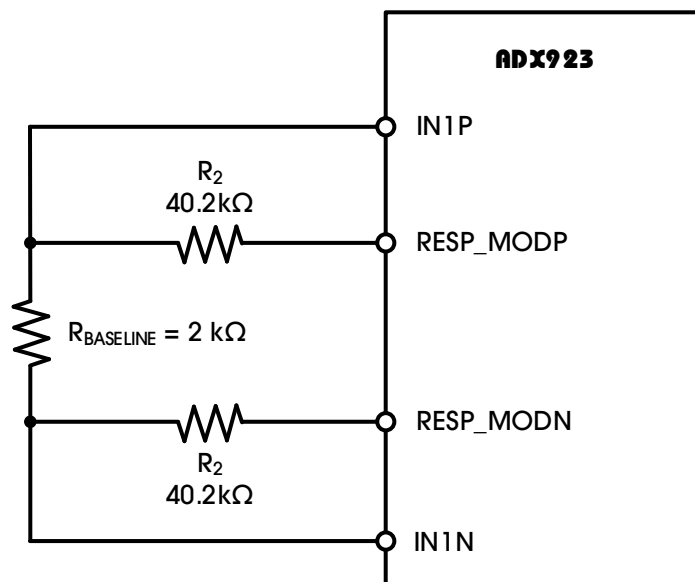 ADX923
IN1P
R2
40.2kΩ
RESP_MODP
RBASELINE = 2 kΩ
RESP_MODN
R2
40.2kΩ
IN1N